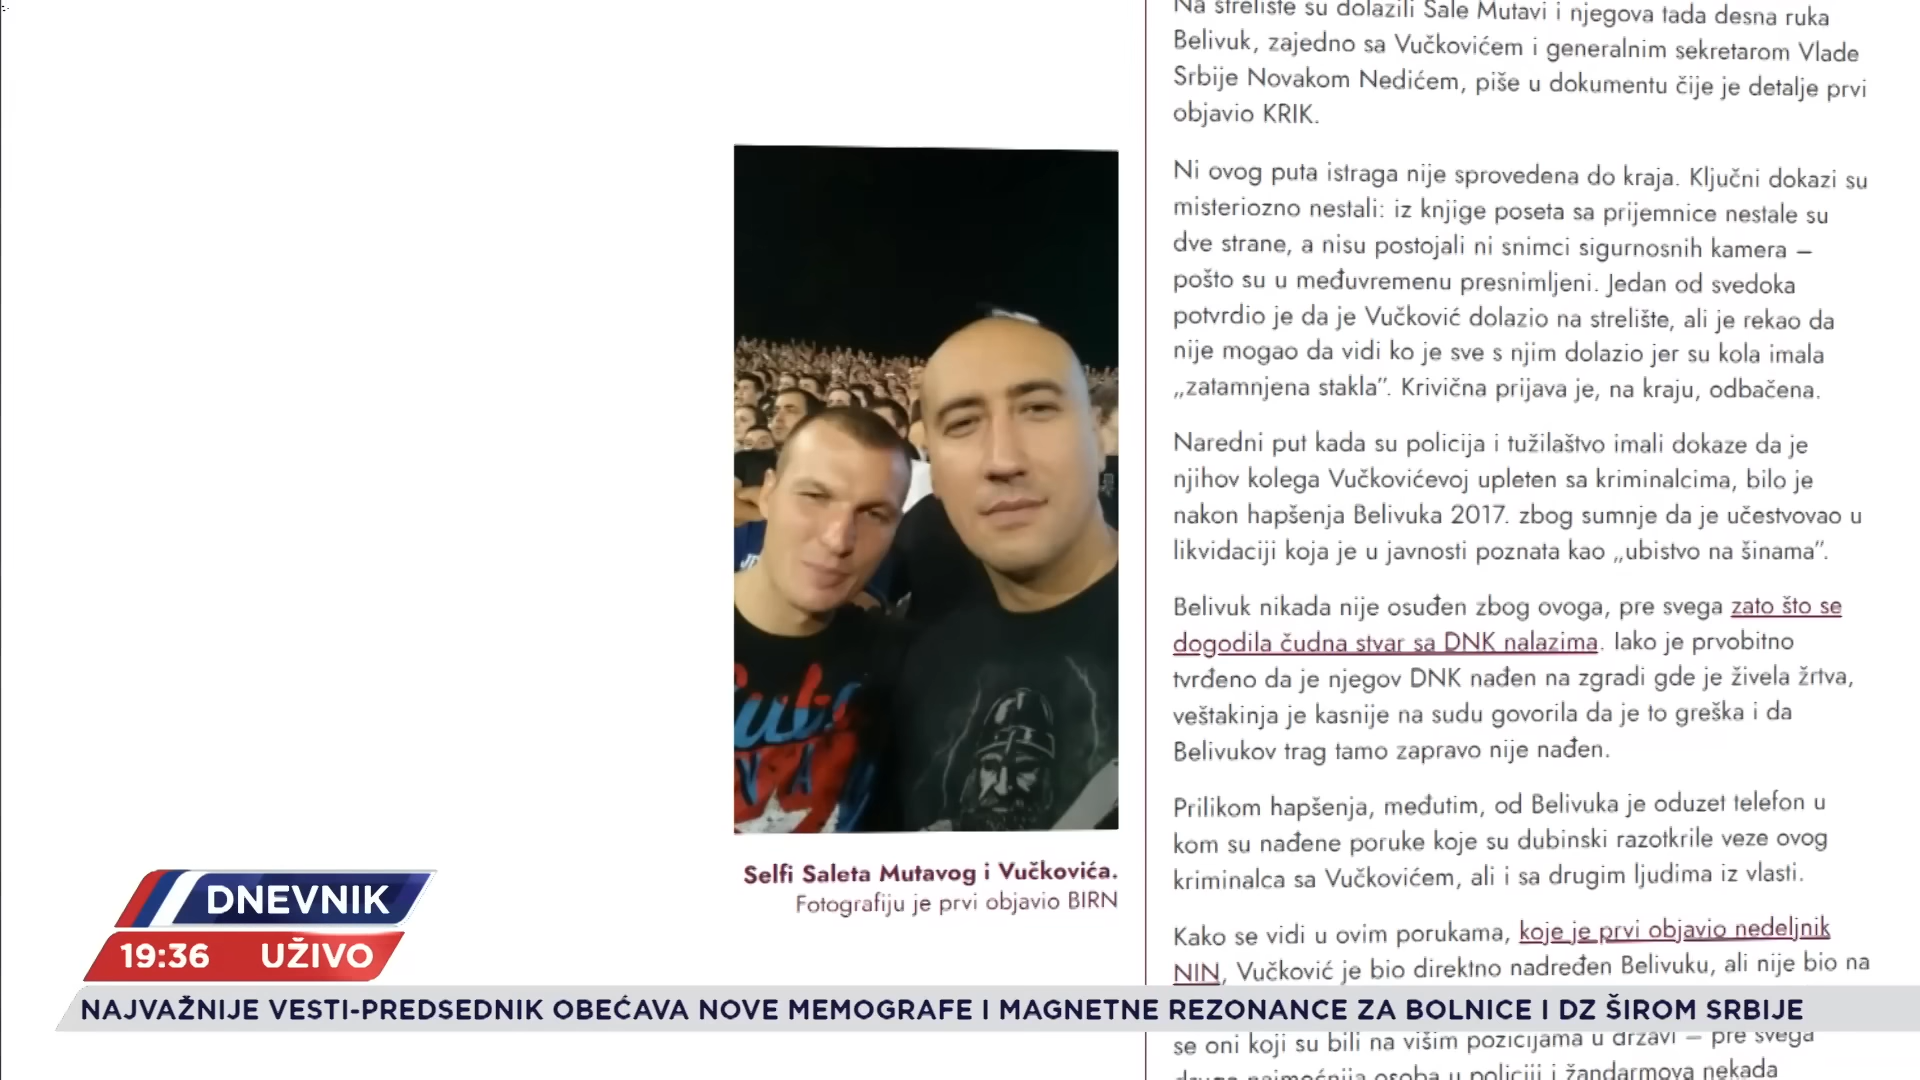 Na strelište su dolazili Sale Mutavi i njegova tada desna ruka
Belivuk, zajedno sa Vučkovićem i generalnim sekretarom Vlade
Srbije Novakom Nedićem, piše u dokumentu čije je detalje prvi
objavio KRIK.
Ni ovog puta istraga nije sprovedena do kraja. Ključni dokazi su
misteriozno nestali: iz knjige poseta sa prijemnice nestale su
dve strane, a nisu postojali ni snimci sigurnosnih kamera –
pošto su u međuvremenu presnimljeni. Jedan od svedoka
potvrdio je da je Vučković dolazio na strelište, ali je rekao da
nije mogao da vidi ko je sve s njim dolazio jer su kola imala
„zatamnjena stakla”. Krivična prijava je, na kraju, odbačena.
Naredni put kada su policija i tužilaštvo imali dokaze da je
njihov kolega Vučkovićevoj upleten sa kriminalcima, bilo je
nakon hapšenja Belivuka 2017. zbog sumnje da je učestvovao u
likvidaciji koja je u javnosti poznata kao „ubistvo na šinama”.
Belivuk nikada nije osuđen zbog ovoga, pre svega zato što se
dogodila čudna stvar sa DNK nalazima. Iako je prvobitno
tvrđeno da je njegov DNK nađen na zgradi gde je živela žrtva,
veštakinja je kasnije na sudu govorila da je to greška i da
Belivukov trag tamo zapravo nije nađen.
Prilikom hapšenja, međutim, od Belivuka je oduzet telefon u
kom su nađene poruke koje su dubinski razotkrile veze ovog
kriminalca sa Vučkovićem, ali i sa drugim ljudima iz vlasti.
Kako se vidi u ovim porukama, koje je prvi objavio nedeljnik
NIN, Vučković je bio direktno nadređen Belivuku, ali nije bio na
se oni koji su bili na višim pozicijama u državi – pre svega
druga najmoćnija osoba u policiji i žandarmova nekada
Selfi Saleta Mutavog i Vučkovića.
Fotografiju je prvi objavio BIRN
DNEVNIK
19:36 UŽIVO
NAJVAŽNIJE VESTI-PREDSEDNIK OBEĆAVA NOVE MEMOGRAFE I MAGNETNE REZONANCE ZA BOLNICE I DZ ŠIROM SRBIJE